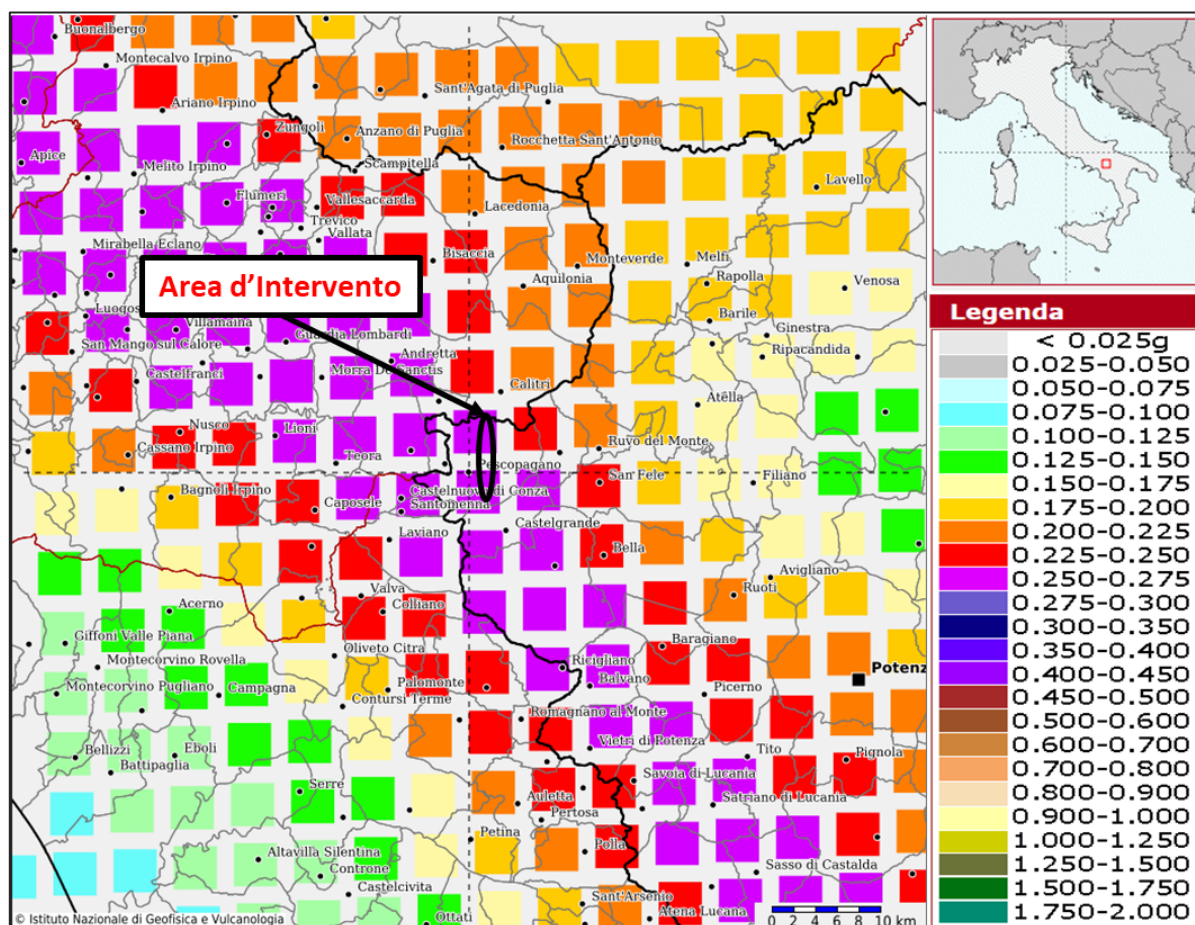 Buonalbergo
Montecalvo Irpino
Sant'Agata di Puglia
Ariano Irpino
Zungoli
Anzano di Puglia
Rocchetta Sant'Antonio
Apice
Melito Irpino
Scampitella
Lavello
Flumeri
Vallesaccarda
Lacedonia
Trevico
Vallata
Mirabella Eclano
Bisaccia
Monteverde
Melfi
Aquilonia
Rapolla
Venosa
Area d'Intervento
Luogos
Villamaina
Barile
Ginestra
San Mango sul Calore
Guardia Lombardi
Andretta
Ripacandida
Castelfranci
Morra De Sanctis
Calitri
Atella
Nusco
Lioni
Cassano Irpino
Ruvo del Monte
Teora
Pescopagano
San Fele
Filiano
Bagnoli Irpino
Caposele
Castelnuovo di Conza
Santomenna
Laviano
Castelgrande
Bella
Avigliano
Valva
Ruoti
Acerno
Colliano
Giffoni Valle Piana
Oliveto Citra
Baragiano
Montecorvino Rovella
Ricigliano
Potenz
Montecorvino Pugliano
Campagna
Palomonte
Balvano
Picerno
Contursi Terme
Romagnano al Monte
Bellizzi
Eboli
Vietri di Potenza
Tito
Pignola
Battipaglia
Serre
Savoia di Lucania
Auletta
Satriano di Lucania
Pertosa
Petina
Polla
Altavilla Silentina
Controne
Sasso di Castalda
Castelcivita
Sant'Arsenio
Atena Lucana
Ottati
© Istituto Nazionale di Geofisica e Vulcanologia
0 2 4 6 8 10 km
Legenda
< 0.025g
0.025-0.050
0.050-0.075
0.075-0.100
0.100-0.125
0.125-0.150
0.150-0.175
0.175-0.200
0.200-0.225
0.225-0.250
0.250-0.275
0.275-0.300
0.300-0.350
0.350-0.400
0.400-0.450
0.450-0.500
0.500-0.600
0.600-0.700
0.700-0.800
0.800-0.900
0.900-1.000
1.000-1.250
1.250-1.500
1.500-1.750
1.750-2.000